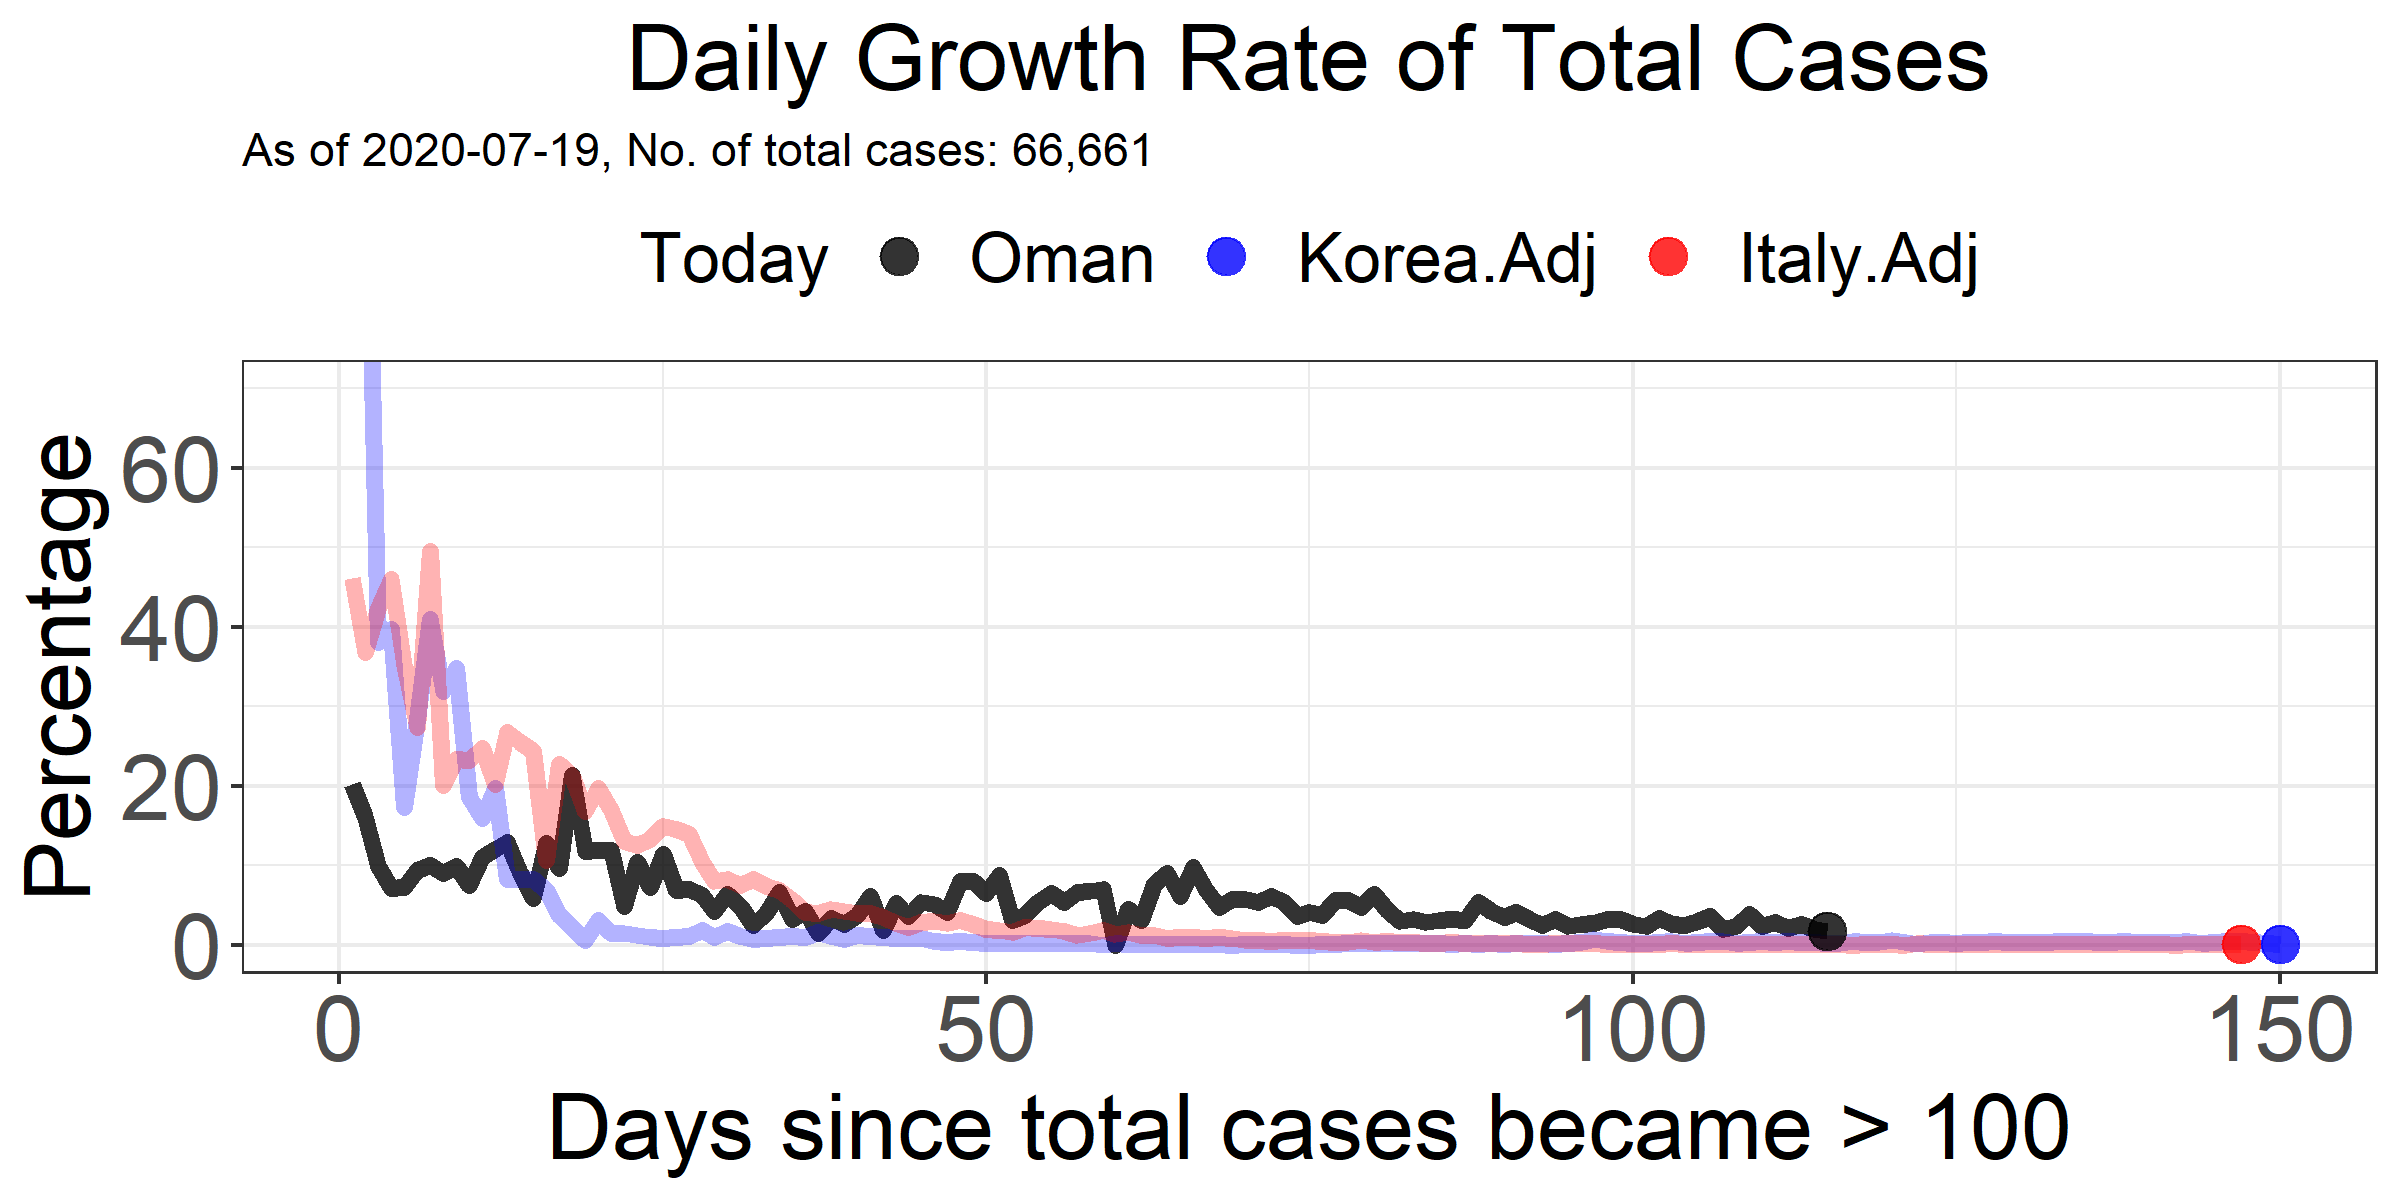 Daily Growth Rate of Total Cases
As of 2020-07-19, No. of total cases: 66,661
Today Oman Korea.Adj Italy.Adj
Percentage
60
40
20
0
0 50 100 150
Days since total cases became > 100